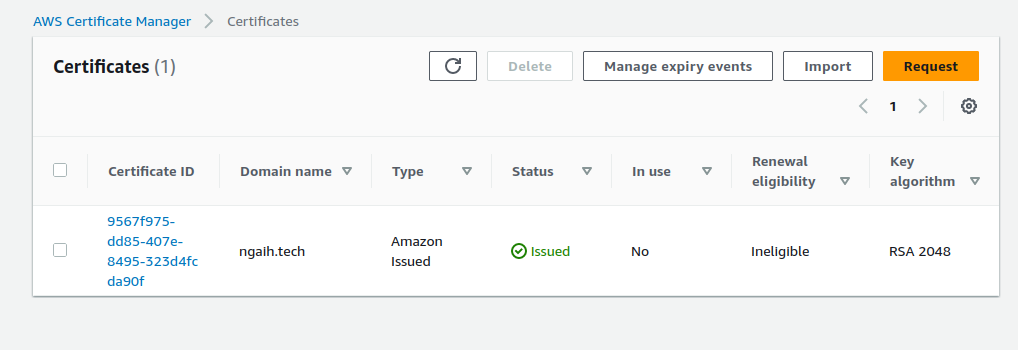 AWS Certificate Manager > Certificates
Certificates (1)
Delete
Manage expiry events
Import
Request
1
Certificate ID
Domain name
Type
Status
In use
Renewal
eligibility
Key
algorithm
9567f975-
dd85-407e-
8495-323d4fc
da90f
ngaih.tech
Amazon
Issued
Issued
No
Ineligible
RSA 2048